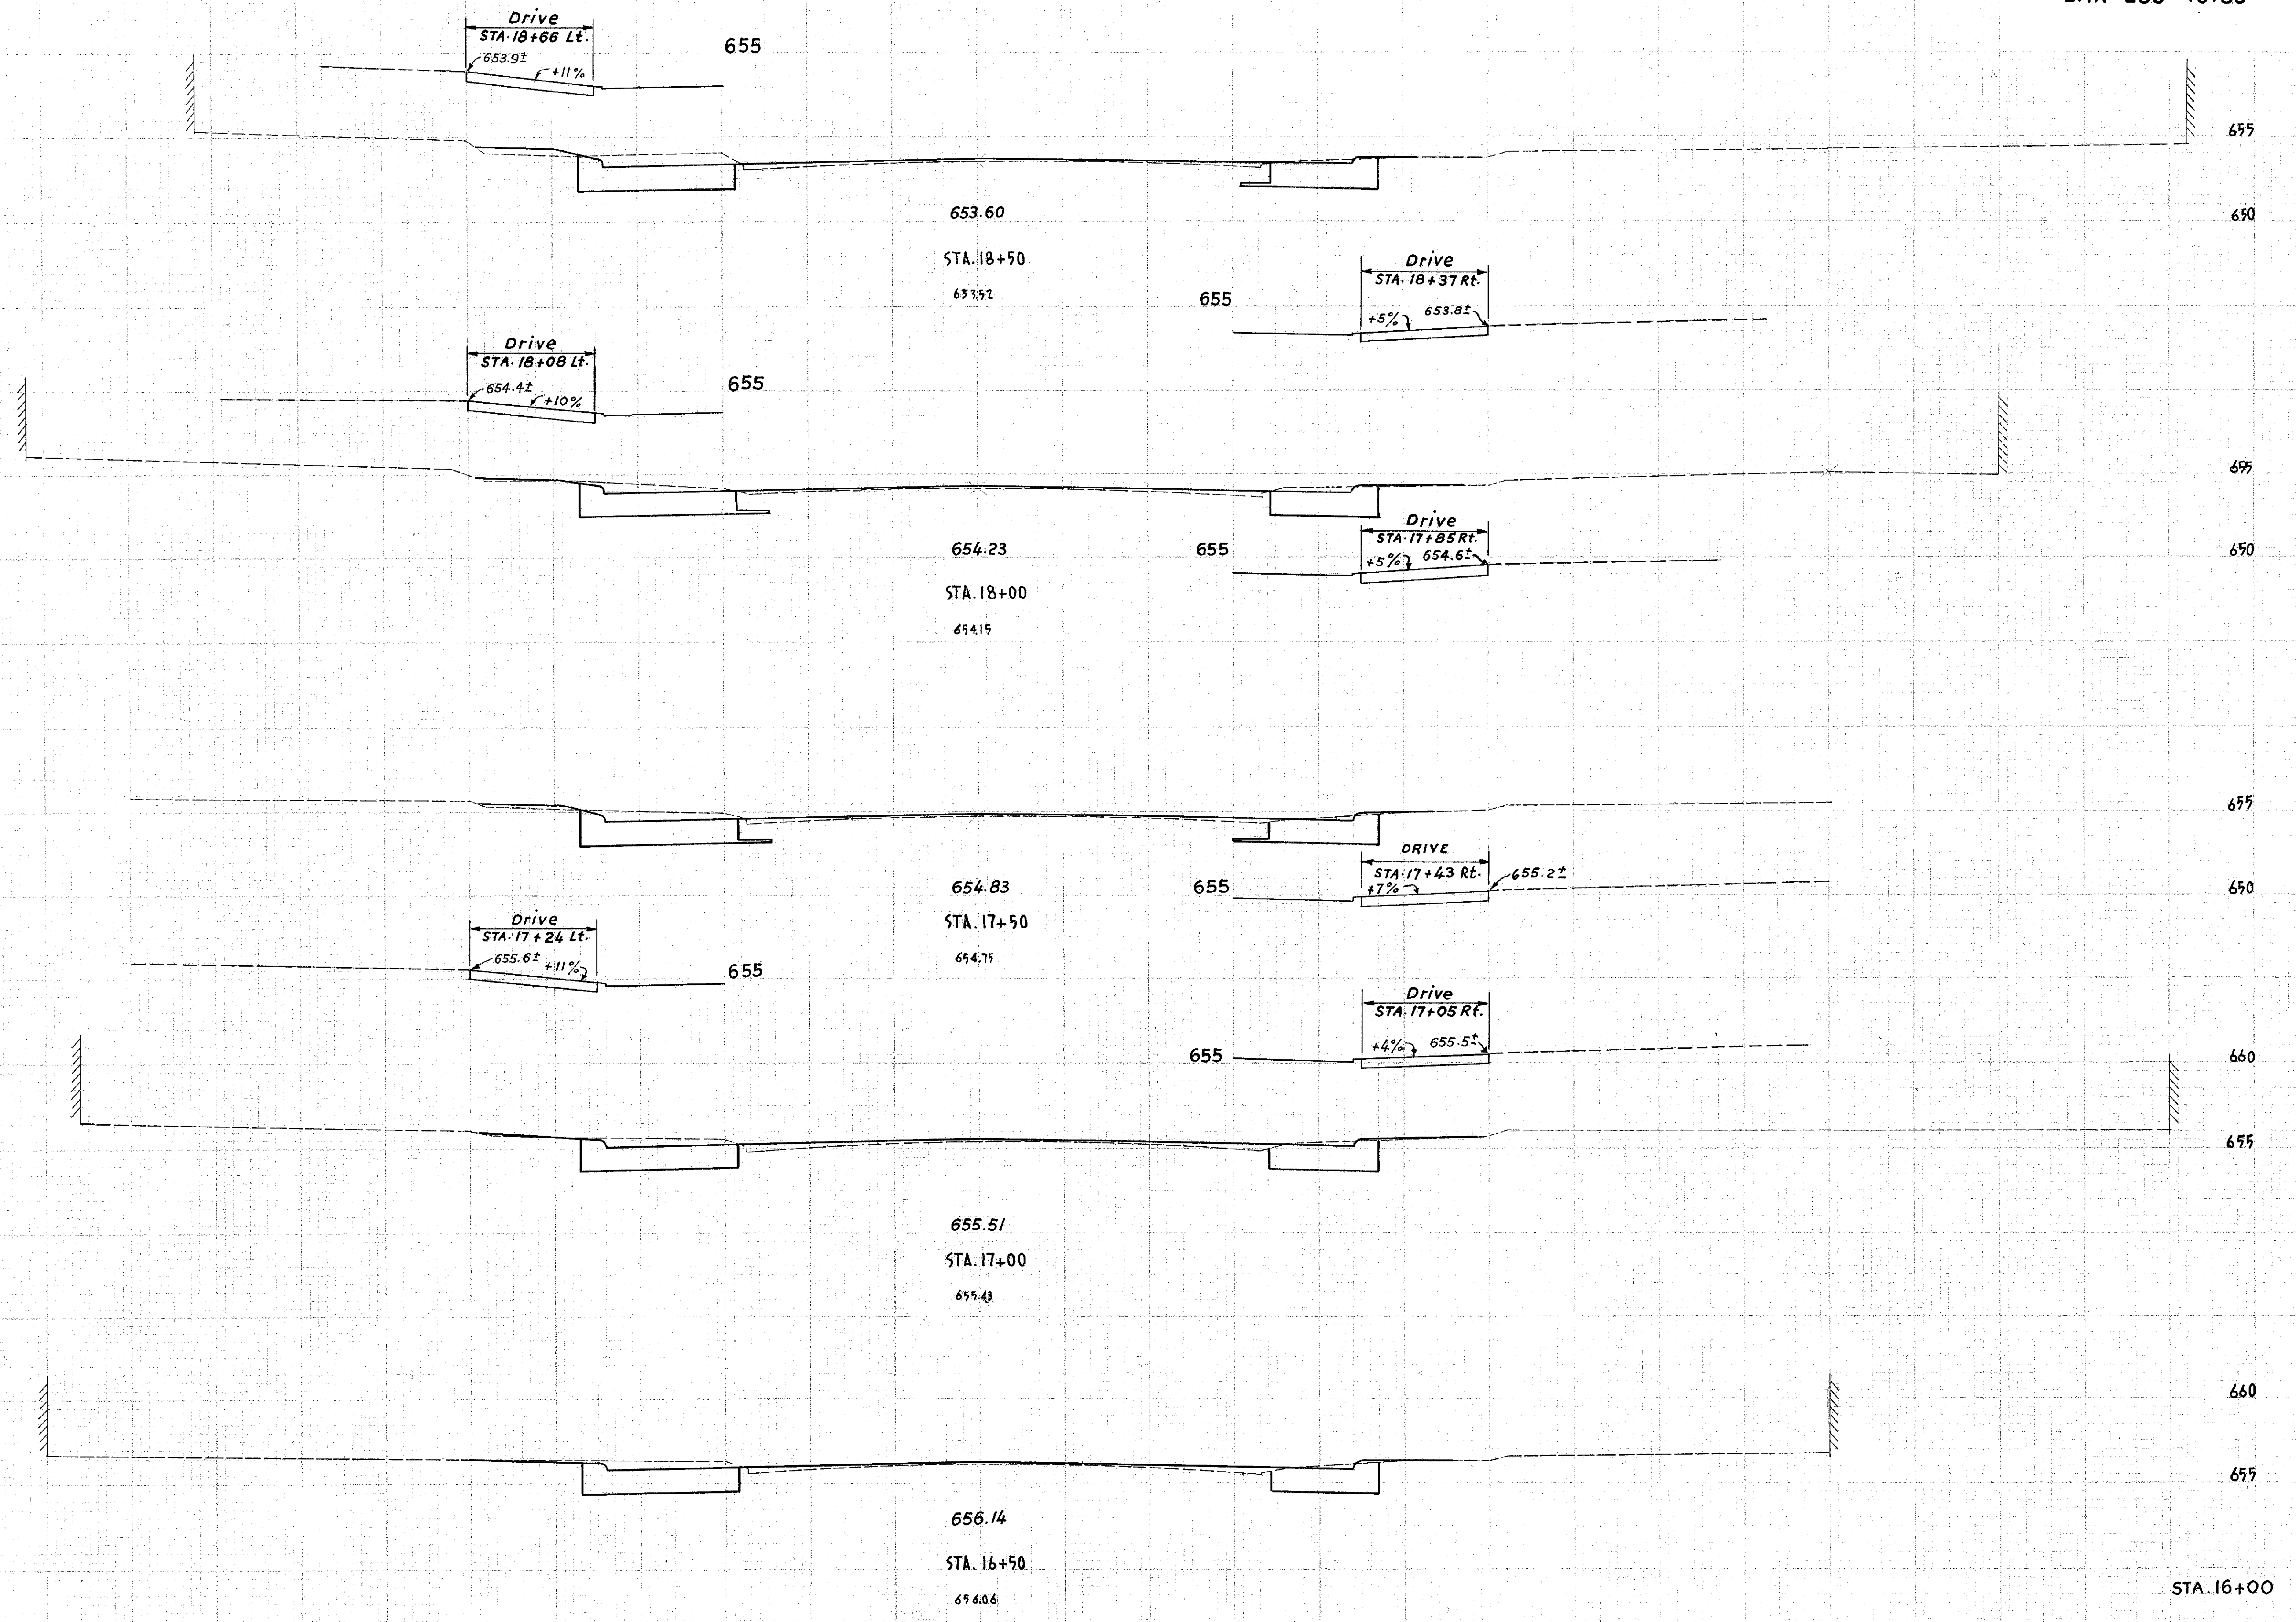 Drive
STA. 18+66 Lt.
653.9±
+11%
655
655
653.60
650
STA. 18+50
653.52
Drive
STA. 18+37 Rt.
655
+5%
653.8±
Drive
STA. 18+08 Lt.
654.4±
+10%
655
655
Drive
STA. 17+85 Rt.
654.23
655
+5%
654.6±
650
STA. 18+00
654.15
655
DRIVE
STA. 17+43 Rt.
654.83
655
+7%
655.2±
650
STA. 17+50
654.75
Drive
STA. 17+24 Lt.
655.6±
+11%
655
Drive
STA. 17+05 Rt.
655
+4%
655.5±
660
655
655.51
STA. 17+00
655.43
660
655
656.14
STA. 16+50
656.06
STA. 16+00